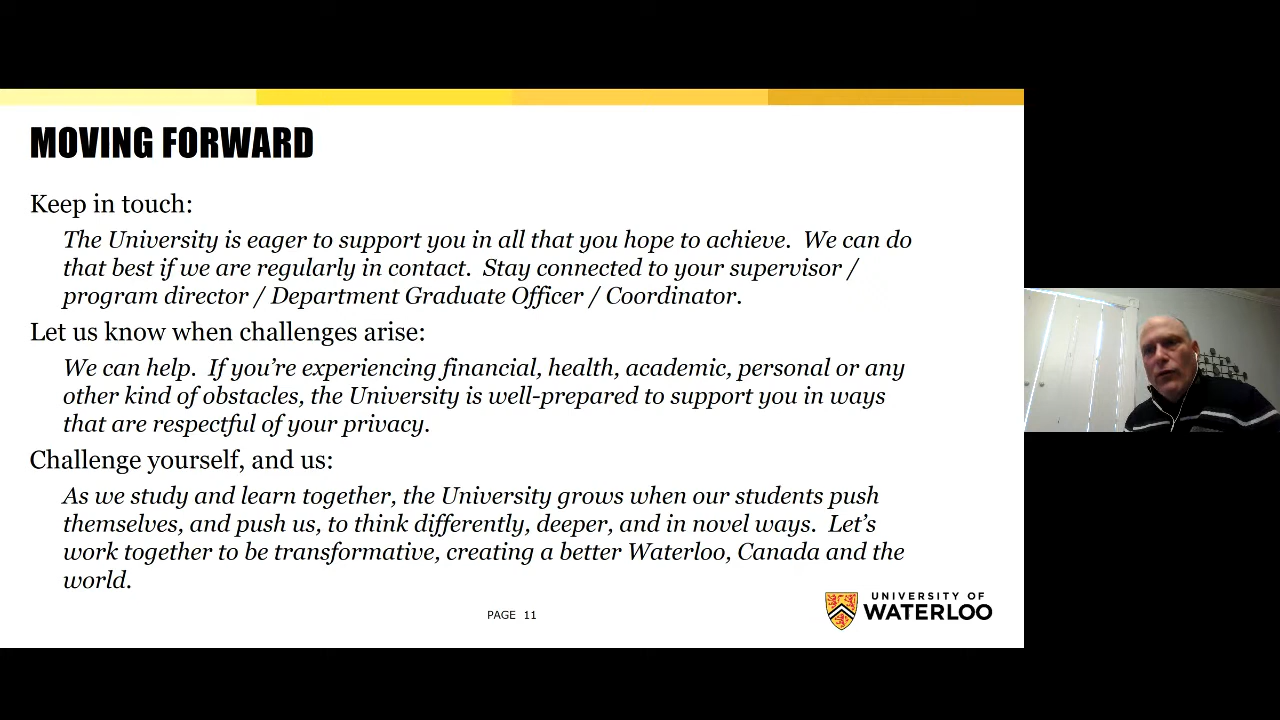 MOVING FORWARD
Keep in touch:
The University is eager to support you in all that you hope to achieve.  We can do
that best if we are regularly in contact.  Stay connected to your supervisor /
program director / Department Graduate Officer / Coordinator.
Let us know when challenges arise:
We can help.  If you’re experiencing financial, health, academic, personal or any
other kind of obstacles, the University is well-prepared to support you in ways
that are respectful of your privacy.
Challenge yourself, and us:
As we study and learn together, the University grows when our students push
themselves, and push us, to think differently, deeper, and in novel ways.  Let’s
work together to be transformative, creating a better Waterloo, Canada and the
world.
PAGE  11
UNIVERSITY OF
WATERLOO